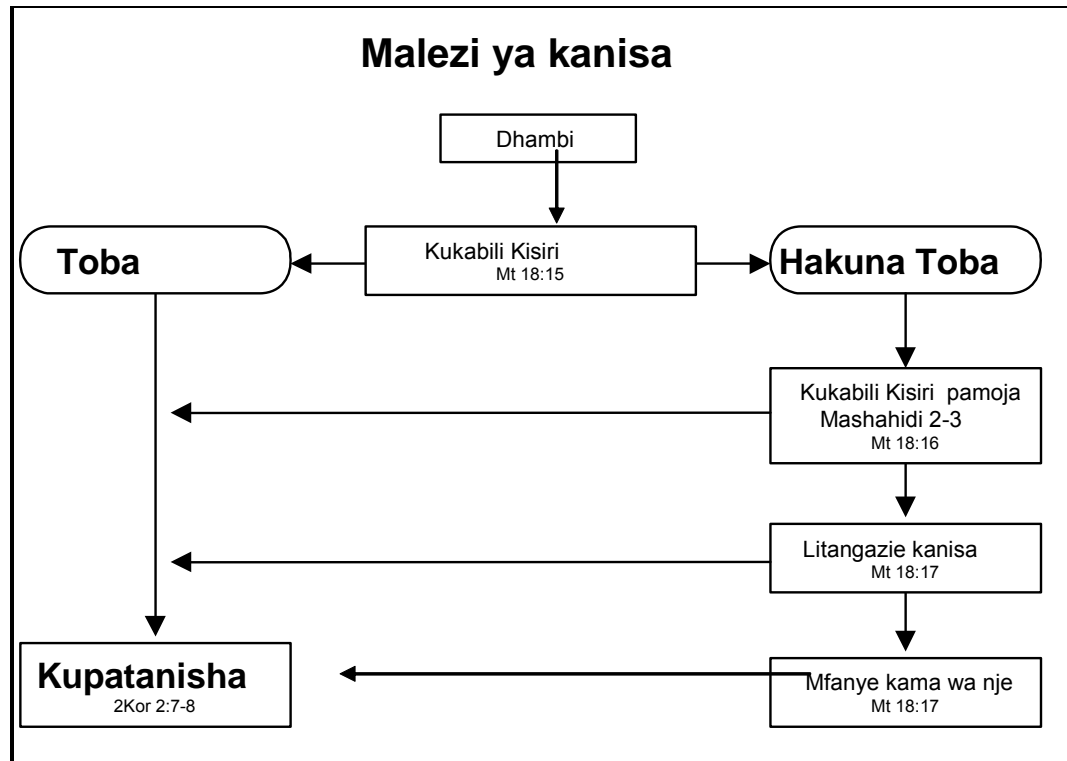 Malezi ya kanisa
Dhambi
Toba
Kukabili Kisiri
Mt 18:15
Hakuna Toba
Kukabili Kisiri pamoja
Mashahidi 2-3
Mt 18:16
Litangazie kanisa
Mt 18:17
Kupatanisha
2Kor 2:7-8
Mfanye kama wa nje
Mt 18:17